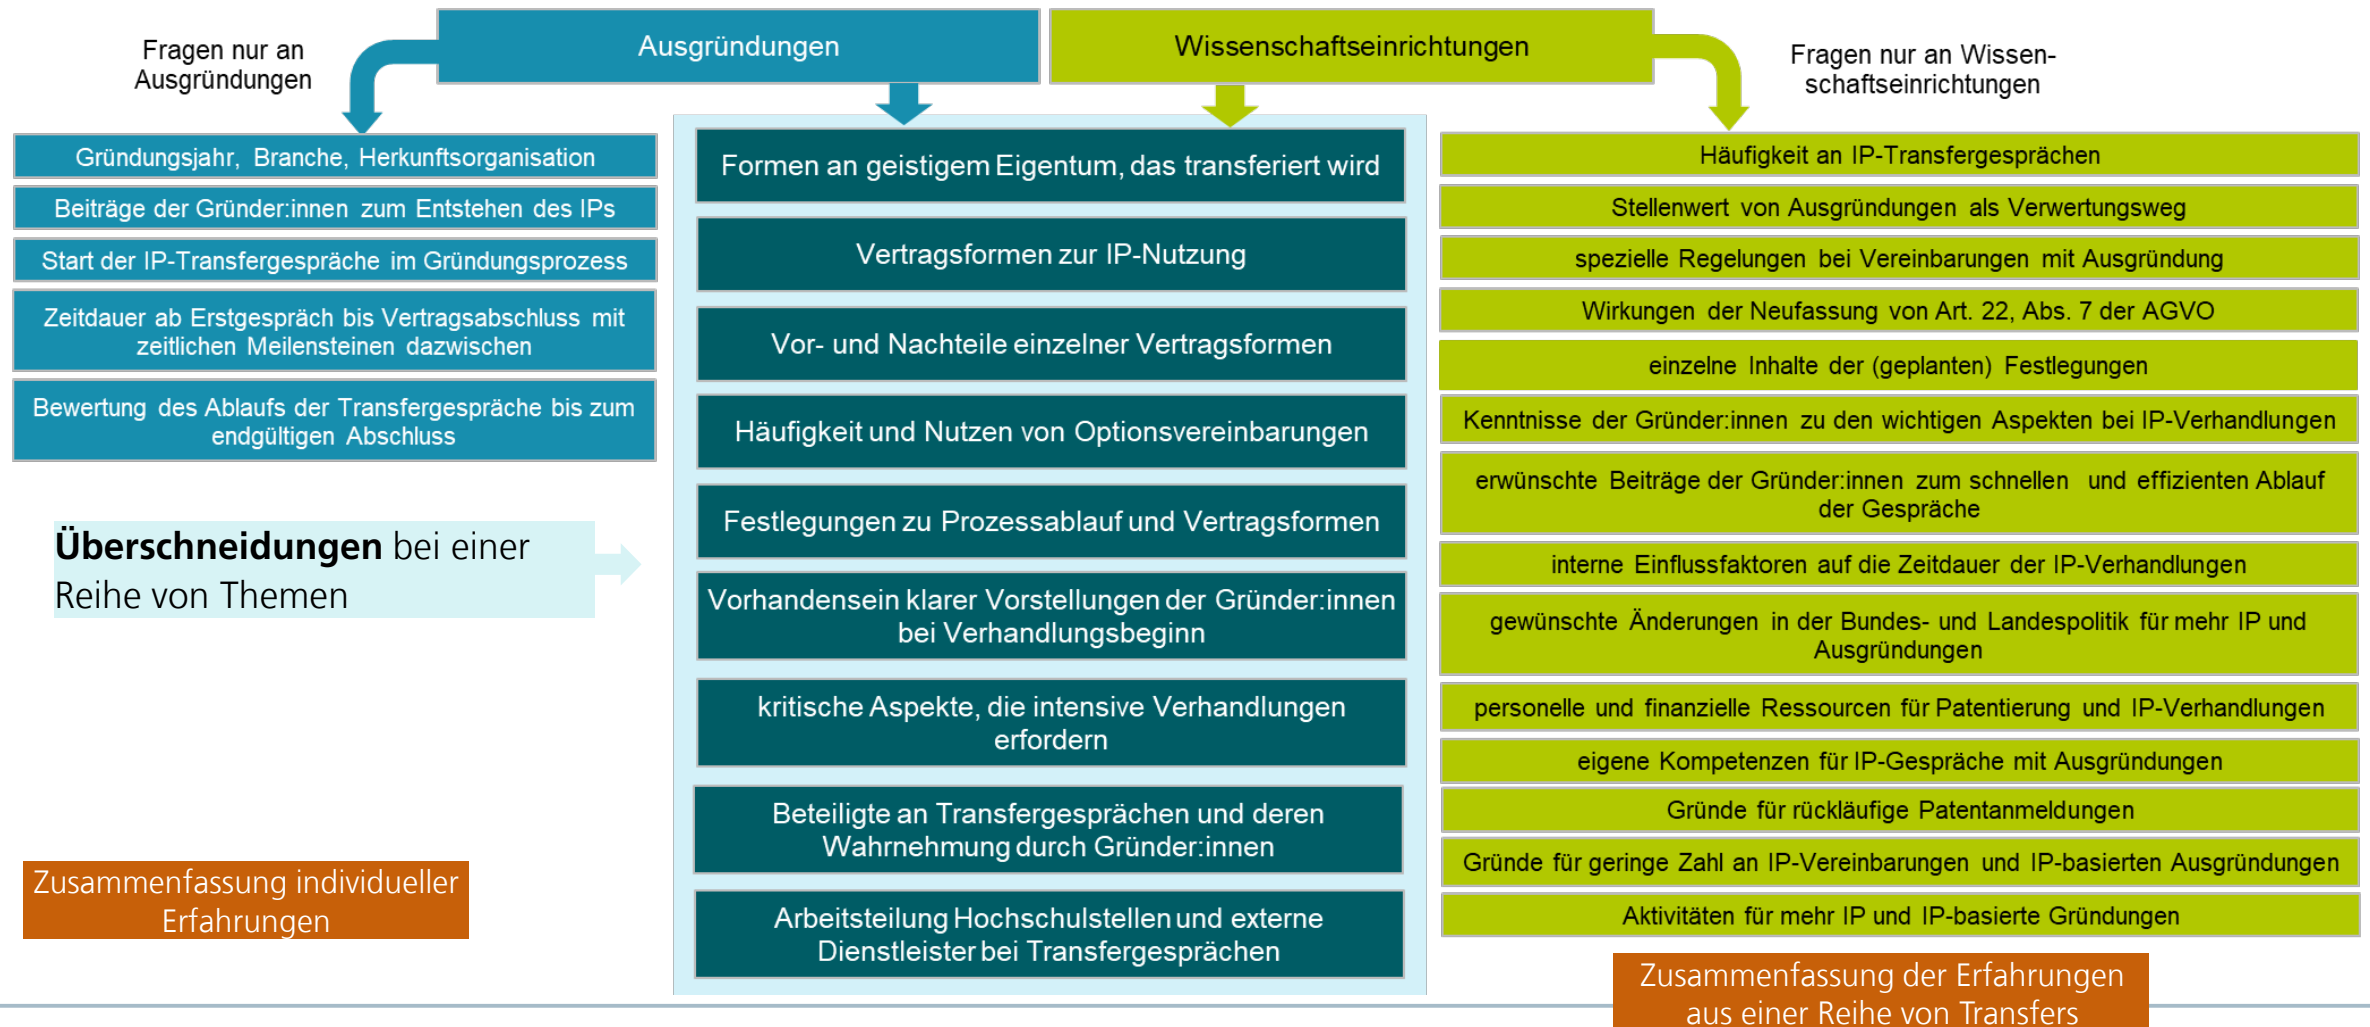 Fragen nur an
Ausgründungen
Ausgründungen
Wissenschaftseinrichtungen
Fragen nur an Wissen-
schaftseinrichtungen
Gründungsjahr, Branche, Herkunftsorganisation
Beiträge der Gründer:innen zum Entstehen des IPs
Start der IP-Transfergespräche im Gründungsprozess
Zeitdauer ab Erstgespräch bis Vertragsabschluss mit
zeitlichen Meilensteinen dazwischen
Bewertung des Ablaufs der Transfergespräche bis zum
endgültigen Abschluss
Überschneidungen bei einer
Reihe von Themen
Zusammenfassung individueller
Erfahrungen
Formen an geistigem Eigentum, das transferiert wird
Vertragsformen zur IP-Nutzung
Vor- und Nachteile einzelner Vertragsformen
Häufigkeit und Nutzen von Optionsvereinbarungen
Festlegungen zu Prozessablauf und Vertragsformen
Vorhandensein klarer Vorstellungen der Gründer:innen
bei Verhandlungsbeginn
kritische Aspekte, die intensive Verhandlungen
erfordern
Beteiligte an Transfergesprächen und deren
Wahrnehmung durch Gründer:innen
Arbeitsteilung Hochschulstellen und externe
Dienstleister bei Transfergesprächen
Häufigkeit an IP-Transfergesprächen
Stellenwert von Ausgründungen als Verwertungsweg
spezielle Regelungen bei Vereinbarungen mit Ausgründung
Wirkungen der Neufassung von Art. 22, Abs. 7 der AGVO
einzelne Inhalte der (geplanten) Festlegungen
Kenntnisse der Gründer:innen zu den wichtigen Aspekten bei IP-Verhandlungen
erwünschte Beiträge der Gründer:innen zum schnellen und effizienten Ablauf
der Gespräche
interne Einflussfaktoren auf die Zeitdauer der IP-Verhandlungen
gewünschte Änderungen in der Bundes- und Landespolitik für mehr IP und
Ausgründungen
personelle und finanzielle Ressourcen für Patentierung und IP-Verhandlungen
eigene Kompetenzen für IP-Gespräche mit Ausgründungen
Gründe für rückläufige Patentanmeldungen
Gründe für geringe Zahl an IP-Vereinbarungen und IP-basierten Ausgründungen
Aktivitäten für mehr IP und IP-basierte Gründungen
Zusammenfassung der Erfahrungen
aus einer Reihe von Transfers